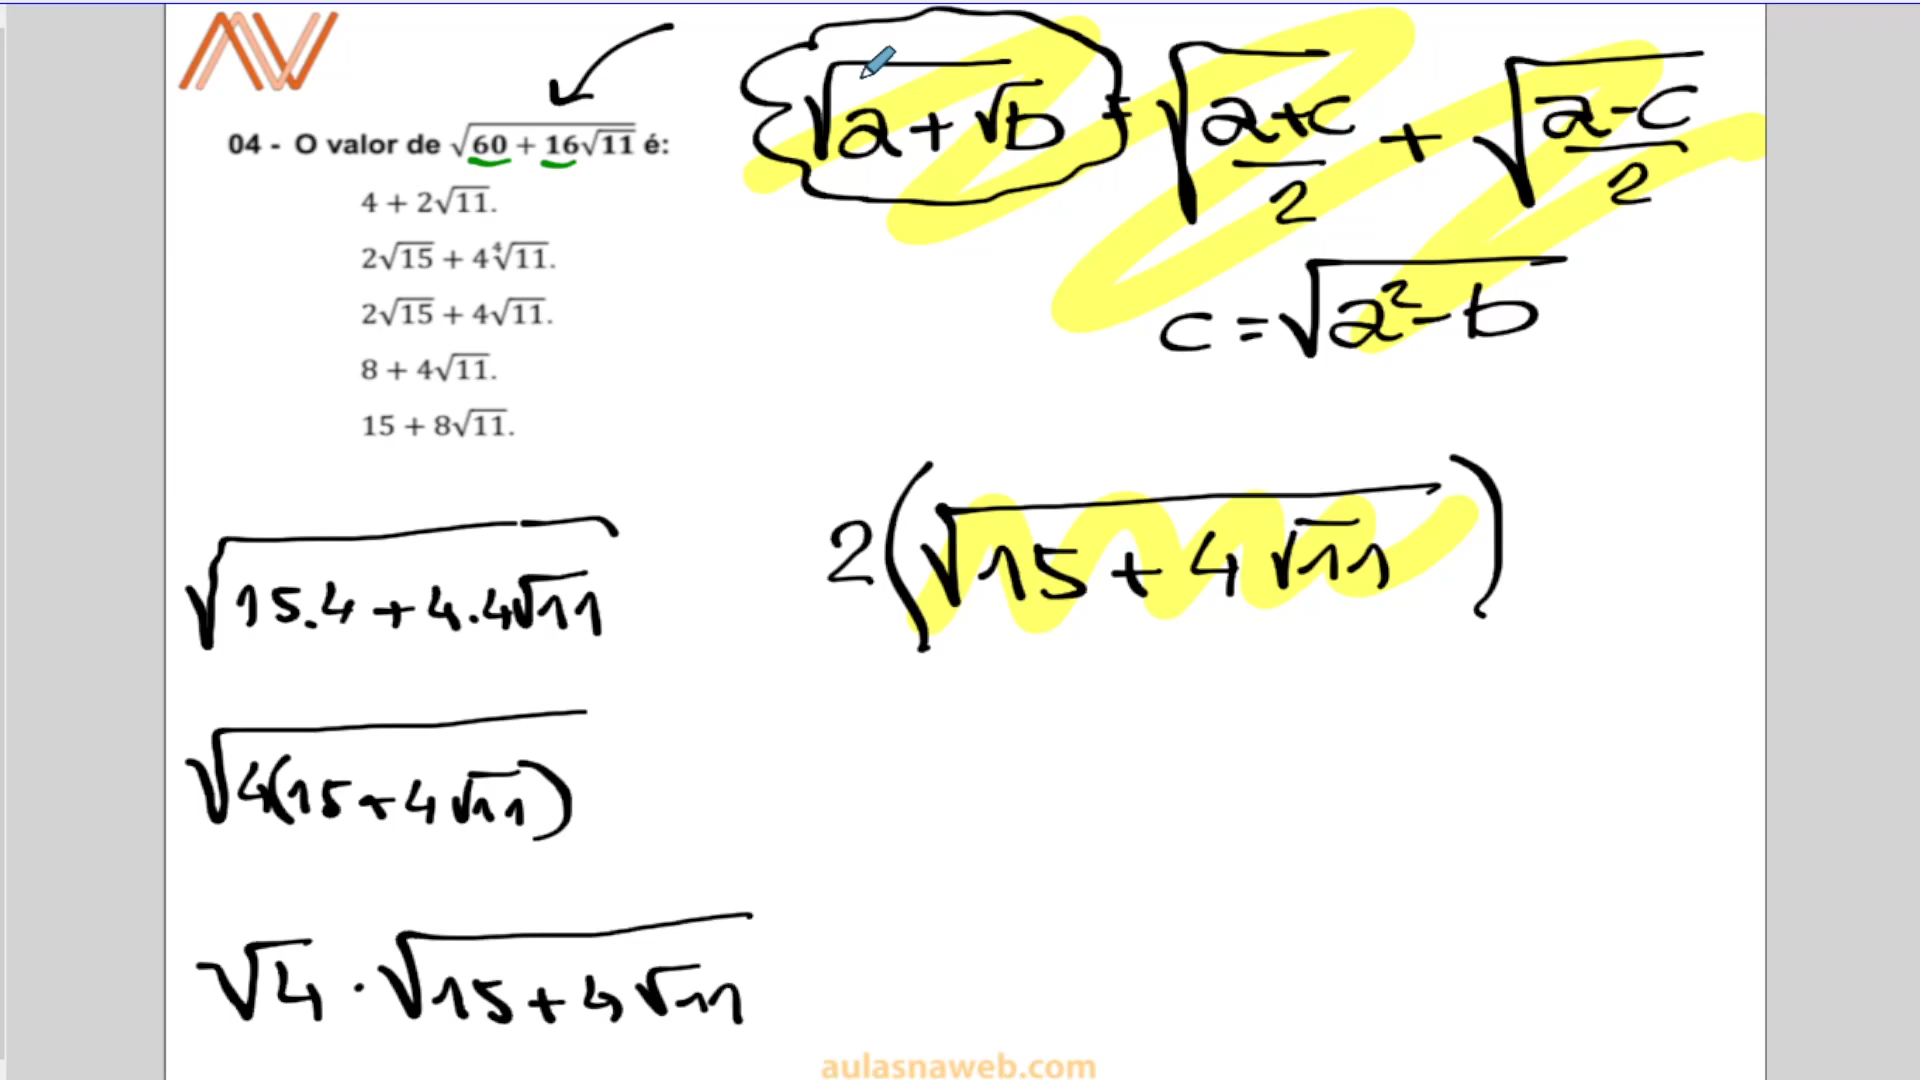 04 - O valor de √(60 + 16√11) é:
4 + 2√11.
2√15 + 4∜11.
2√15 + 4√11.
8 + 4√11.
15 + 8√11.
√(a + √b) = √((a+c)/2) + √((a-c)/2)
c = √(a² - b)
√(15.4 + 4.4√11)
2(√(15 + 4√11))
√(4(15 + 4√11))
√4 · √(15 + 4√11)
aulasnaweb.com